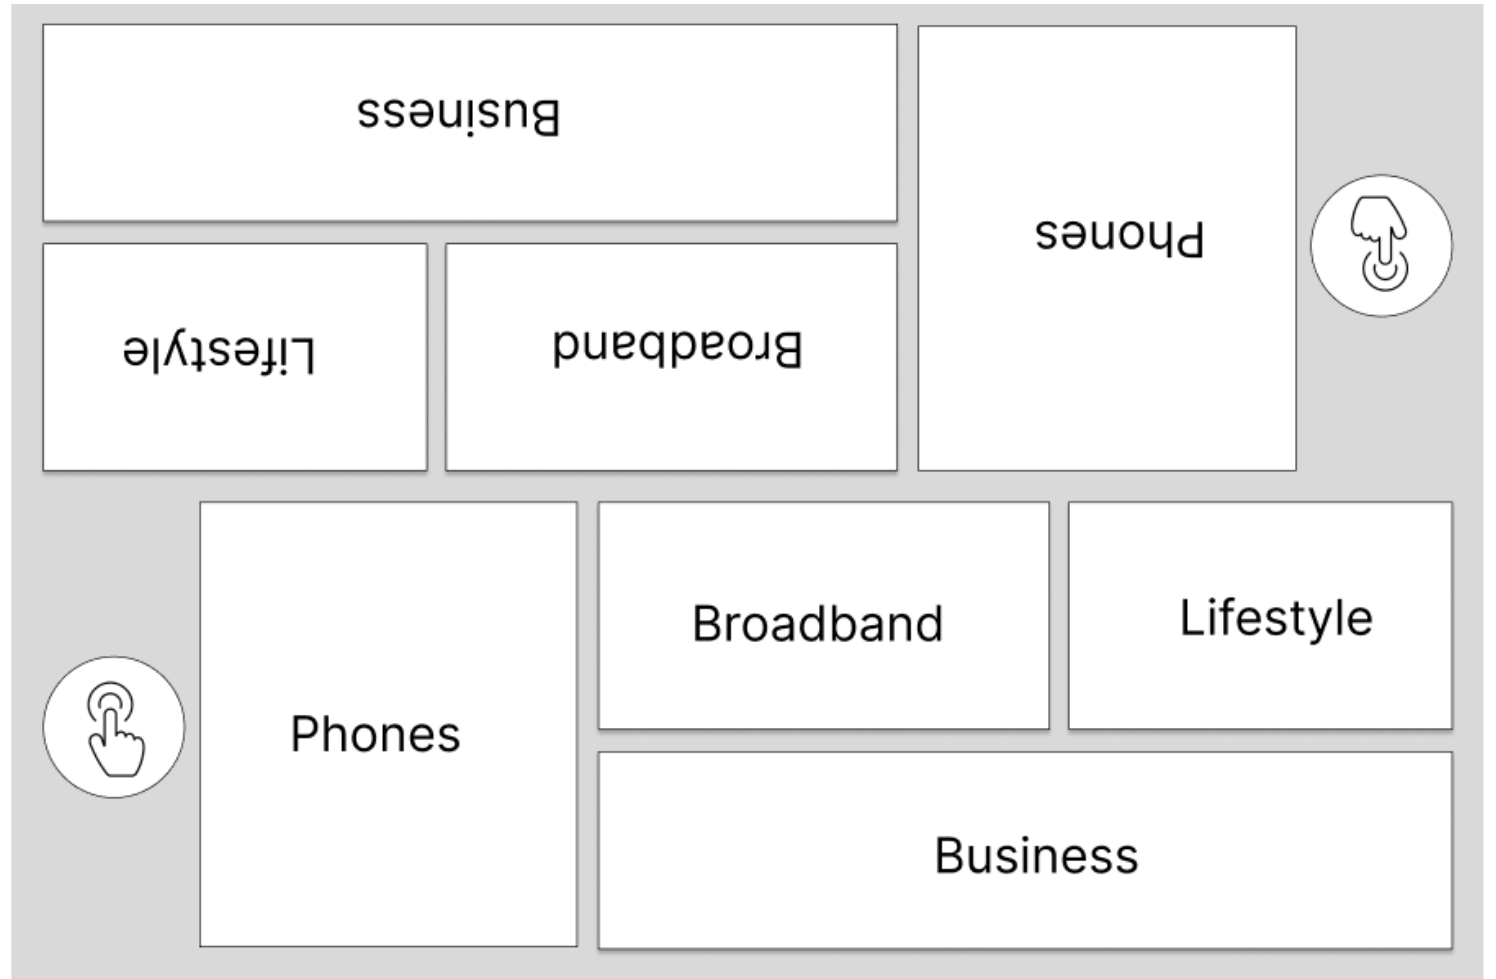 Business
Phones
Lifestyle
Broadband
Phones
Broadband
Lifestyle
Business